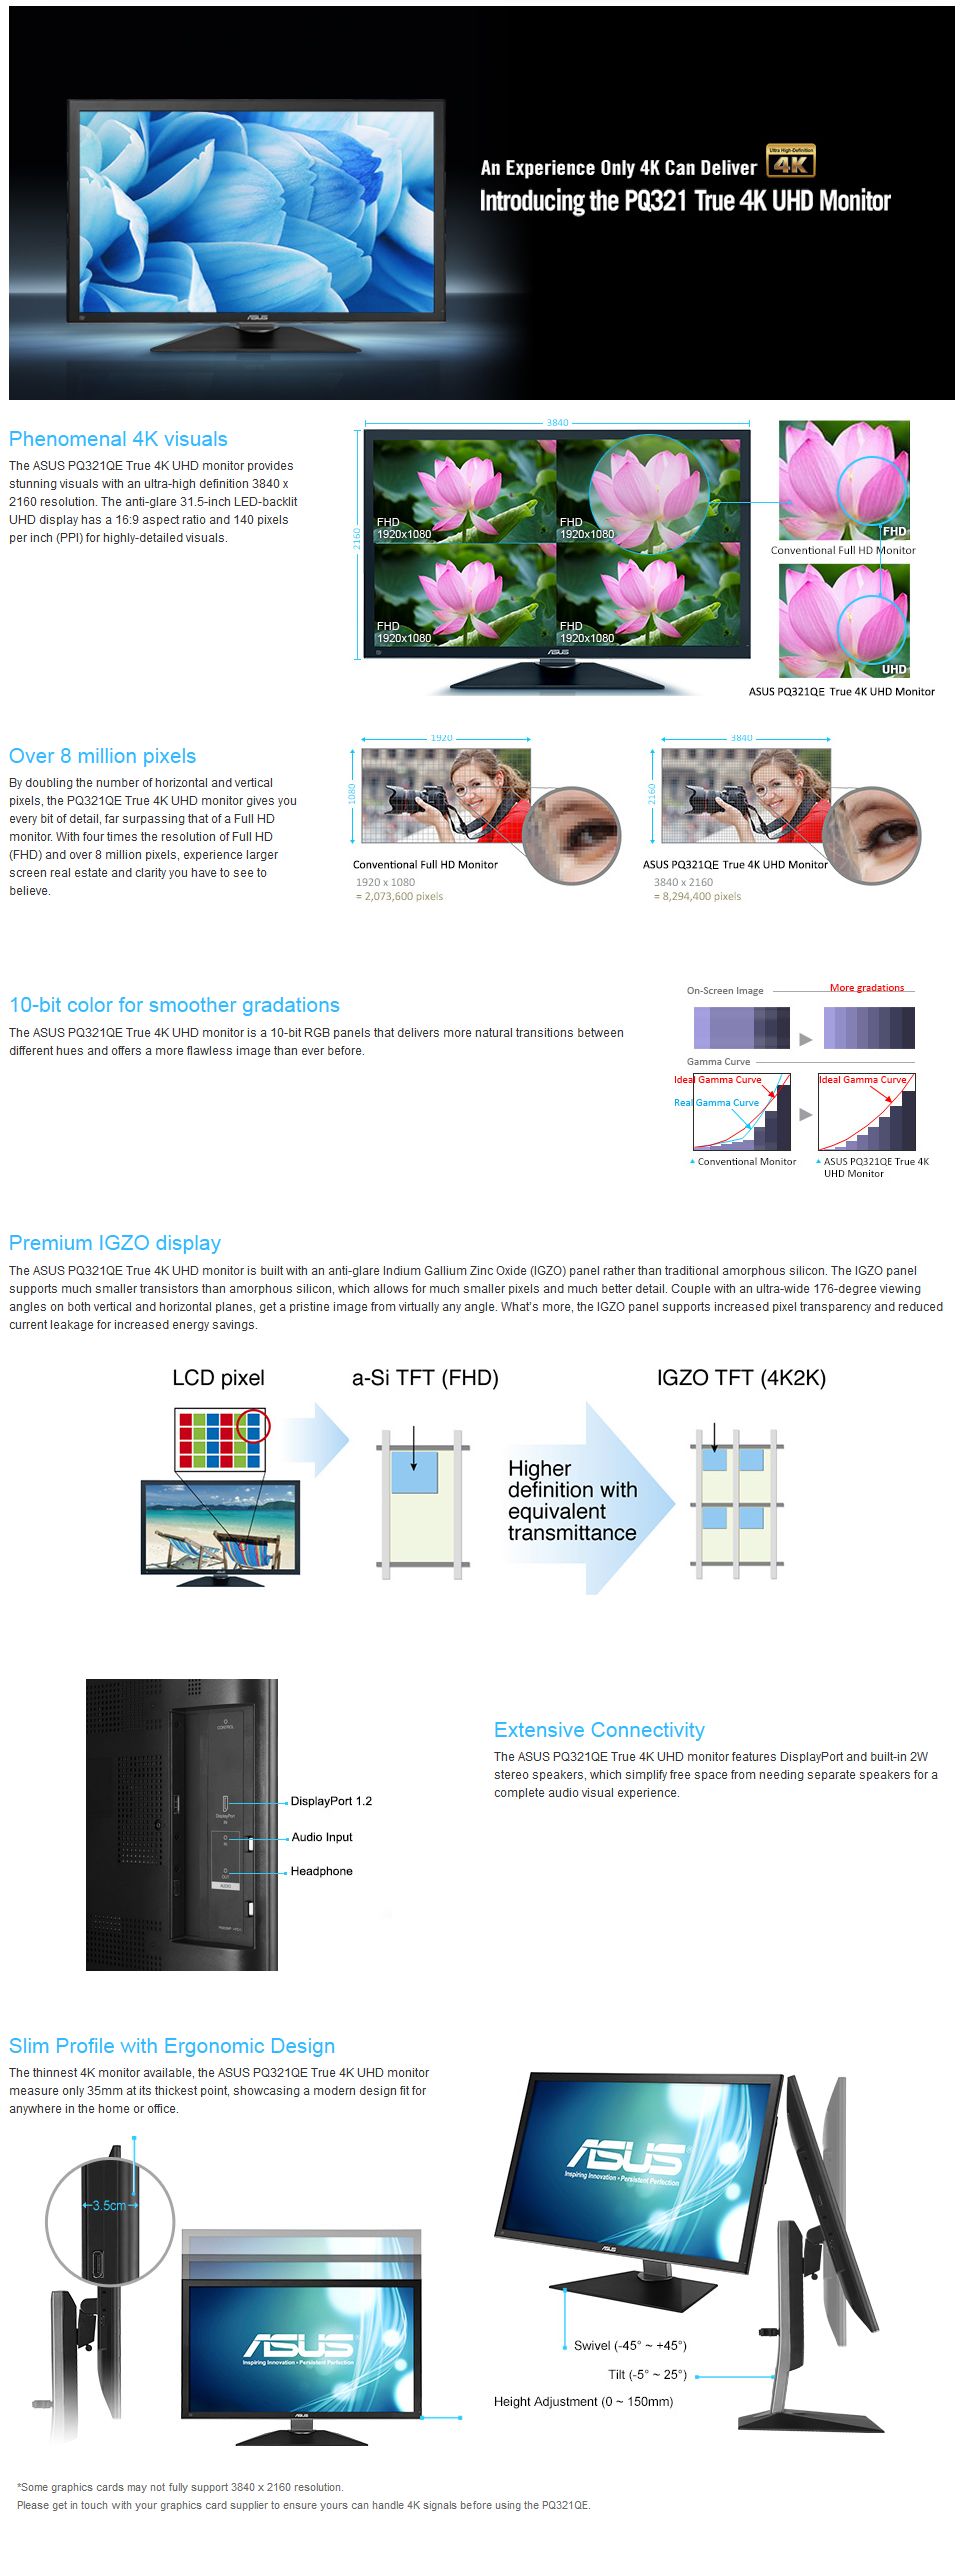 An Experience Only 4K Can Deliver
Ultra High-Definition
4K
Introducing the PQ321 True 4K UHD Monitor
ASUS
Phenomenal 4K visuals
The ASUS PQ321QE True 4K UHD monitor provides
stunning visuals with an ultra-high definition 3840 x
2160 resolution. The anti-glare 31.5-inch LED-backlit
UHD display has a 16:9 aspect ratio and 140 pixels
per inch (PPI) for highly-detailed visuals.
3840
2160
FHD
1920x1080
FHD
1920x1080
FHD
1920x1080
FHD
1920x1080
ASUS
FHD
Conventional Full HD Monitor
UHD
ASUS PQ321QE True 4K UHD Monitor
Over 8 million pixels
By doubling the number of horizontal and vertical
pixels, the PQ321QE True 4K UHD monitor gives you
every bit of detail, far surpassing that of a Full HD
monitor. With four times the resolution of Full HD
(FHD) and over 8 million pixels, experience larger
screen real estate and clarity you have to see to
believe.
1920
1080
Conventional Full HD Monitor
1920 x 1080
= 2,073,600 pixels
3840
2160
ASUS PQ321QE True 4K UHD Monitor
3840 x 2160
= 8,294,400 pixels
10-bit color for smoother gradations
The ASUS PQ321QE True 4K UHD monitor is a 10-bit RGB panels that delivers more natural transitions between
different hues and offers a more flawless image than ever before.
On-Screen Image
More gradations
Gamma Curve
Ideal Gamma Curve
Real Gamma Curve
Ideal Gamma Curve
Conventional Monitor
ASUS PQ321QE True 4K
UHD Monitor
Premium IGZO display
The ASUS PQ321QE True 4K UHD monitor is built with an anti-glare Indium Gallium Zinc Oxide (IGZO) panel rather than traditional amorphous silicon. The IGZO panel
supports much smaller transistors than amorphous silicon, which allows for much smaller pixels and much better detail. Couple with an ultra-wide 176-degree viewing
angles on both vertical and horizontal planes, get a pristine image from virtually any angle. What's more, the IGZO panel supports increased pixel transparency and reduced
current leakage for increased energy savings.
LCD pixel
a-Si TFT (FHD)
IGZO TFT (4K2K)
Higher
definition with
equivalent
transmittance
CONTROL
DisplayPort
IN
IN
OUT
AUDIO
DisplayPort 1.2
Audio Input
Headphone
Extensive Connectivity
The ASUS PQ321QE True 4K UHD monitor features DisplayPort and built-in 2W
stereo speakers, which simplify free space from needing separate speakers for a
complete audio visual experience.
Slim Profile with Ergonomic Design
The thinnest 4K monitor available, the ASUS PQ321QE True 4K UHD monitor
measure only 35mm at its thickest point, showcasing a modern design fit for
anywhere in the home or office.
3.5cm
ASUS
Inspiring Innovation • Persistent Perfection
ASUS
ASUS
Inspiring Innovation • Persistent Perfection
ASUS
Swivel (-45° ~ +45°)
Tilt (-5° ~ 25°)
Height Adjustment (0 ~ 150mm)
*Some graphics cards may not fully support 3840 x 2160 resolution.
Please get in touch with your graphics card supplier to ensure yours can handle 4K signals before using the PQ321QE.